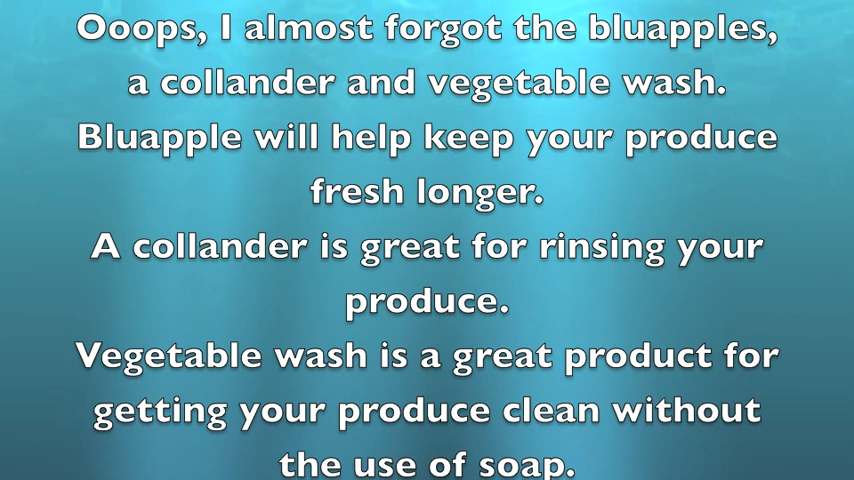 Ooops, I almost forgot the bluapples,
a collander and vegetable wash.
Bluapple will help keep your produce
fresh longer.
A collander is great for rinsing your
produce.
Vegetable wash is a great product for
getting your produce clean without
the use of soap.